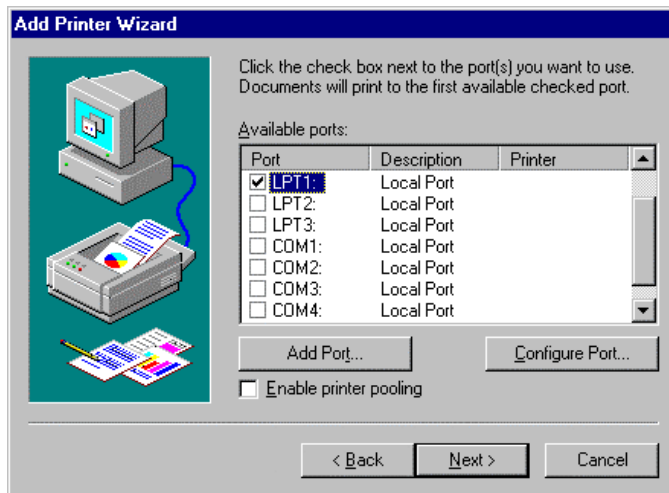 Add Printer Wizard
Click the check box next to the port(s) you want to use.
Documents will print to the first available checked port.
Available ports:
Port Description Printer
LPT1: Local Port
LPT2: Local Port
LPT3: Local Port
COM1: Local Port
COM2: Local Port
COM3: Local Port
COM4: Local Port
Add Port... Configure Port...
Enable printer pooling
< Back Next > Cancel